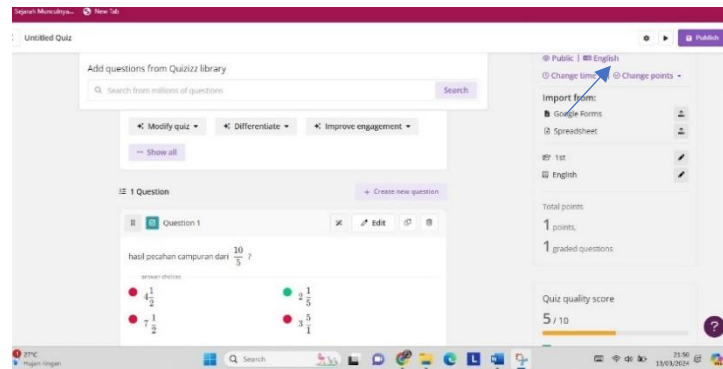 Sejarah Munculnya... New Tab
Untitled Quiz
Publish
Add questions from Quizizz library
Search from millions of questions
Search
Public | English
Change time Change points
Import from:
Google Forms
Spreadsheet
1st
English
Modify quiz
Differentiate
Improve engagement
Show all
1 Question
+ Create new question
Total points
1 points,
1 graded questions
Question 1
Edit
hasil pecahan campuran dari 10/5 ?
answer choices
4 1/2
2 1/5
7 1/2
3 5/1
Quiz quality score
5 / 10
?
27°C
Hujan ringan
Search
21:50
13/03/2024